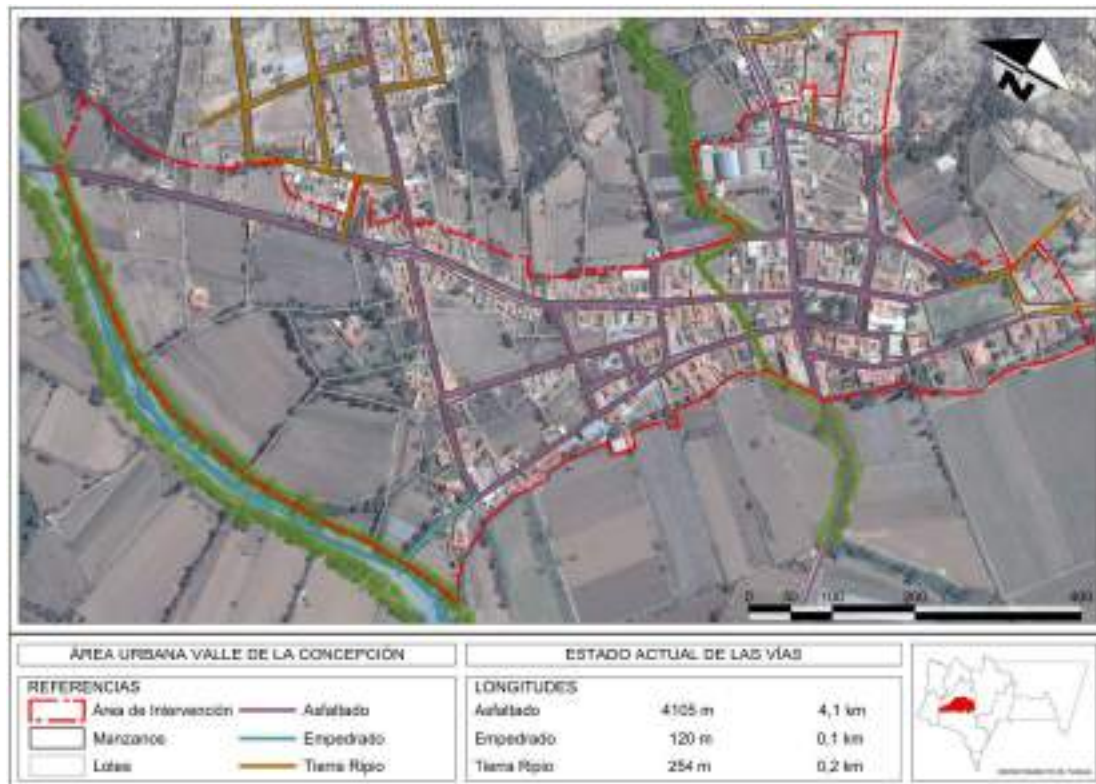 N
0 50 100 200 400
ÁREA URBANA VALLE DE LA CONCEPCIÓN
ESTADO ACTUAL DE LAS VÍAS
REFERENCIAS
Área de Intervención
Asfaltado
Manzanos
Empedrado
Lotes
Tierra Ripio
LONGITUDES
Asfaltado 4105 m 4,1 km
Empedrado 120 m 0,1 km
Tierra Ripio 254 m 0,2 km